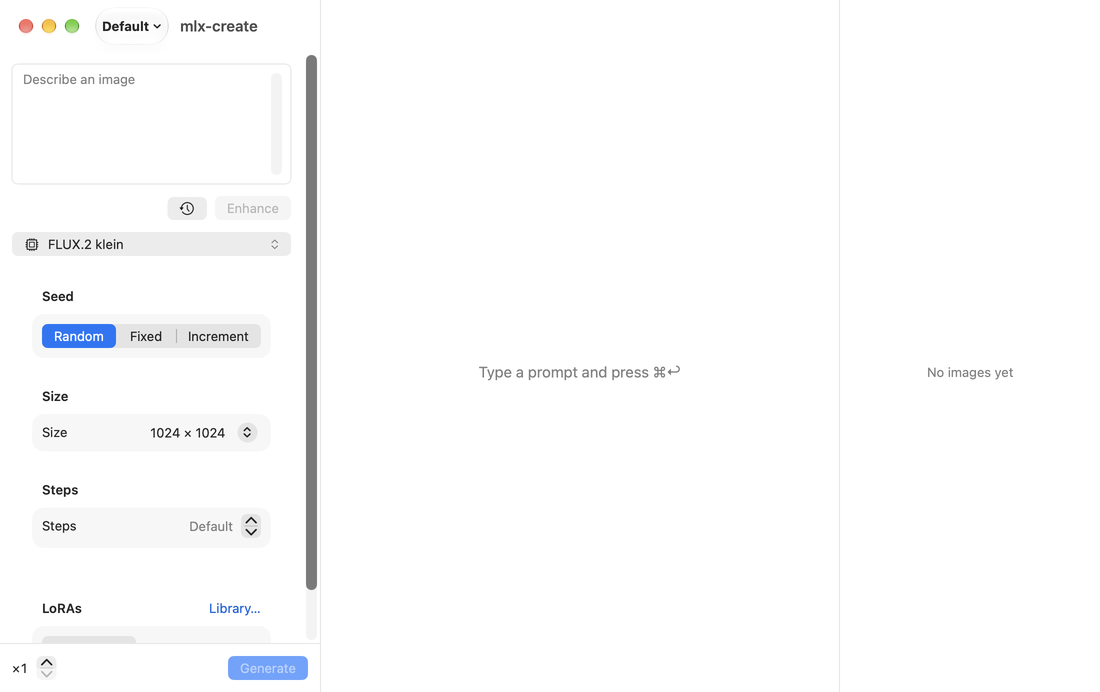 Default mlx-create
Describe an image
Enhance
FLUX.2 klein
Seed
Random Fixed Increment
Size
Size 1024 × 1024
Steps
Steps Default
LoRAs Library...
×1 Generate
Type a prompt and press ⌘↩
No images yet